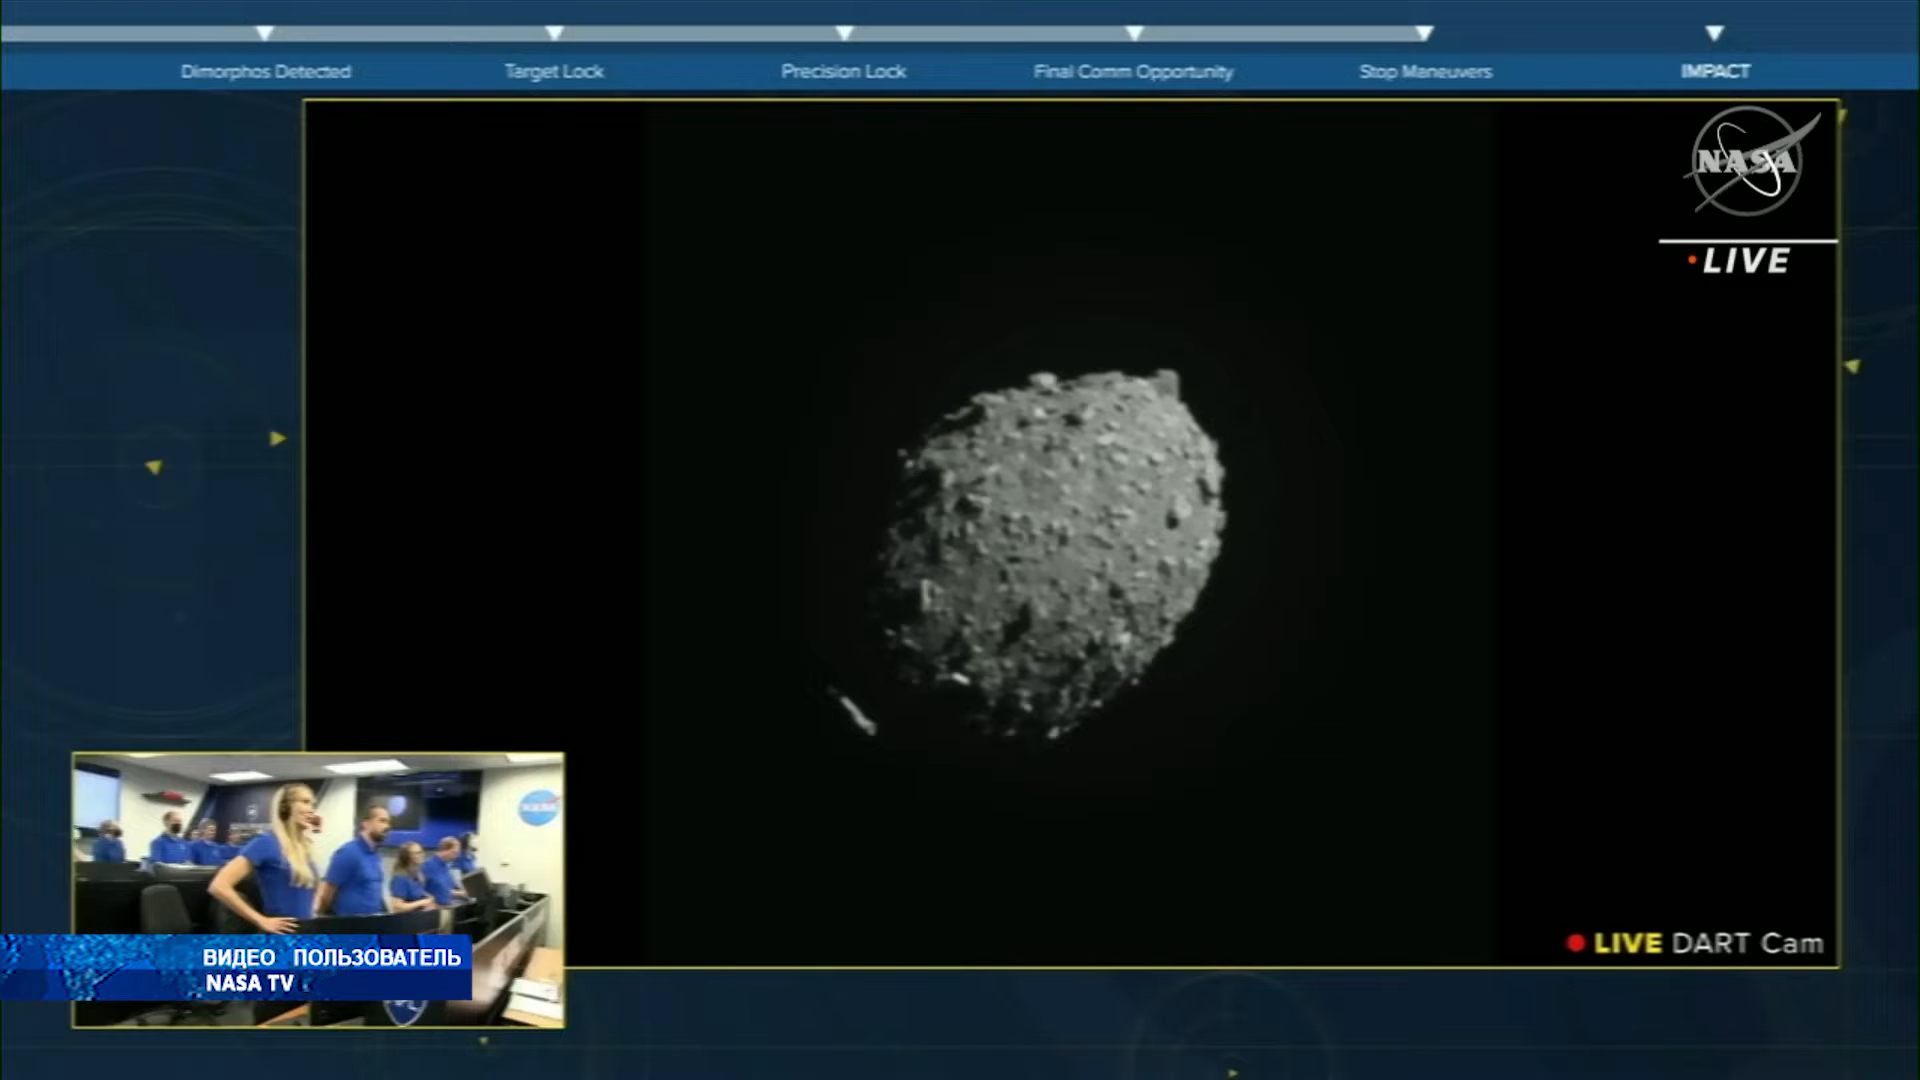 Dimorphos Detected
Target Lock
Precision Lock
Final Comm Opportunity
Stop Maneuvers
IMPACT
NASA
LIVE
NASA
ВИДЕО ПОЛЬЗОВАТЕЛЬ
NASA TV
LIVE DART Cam